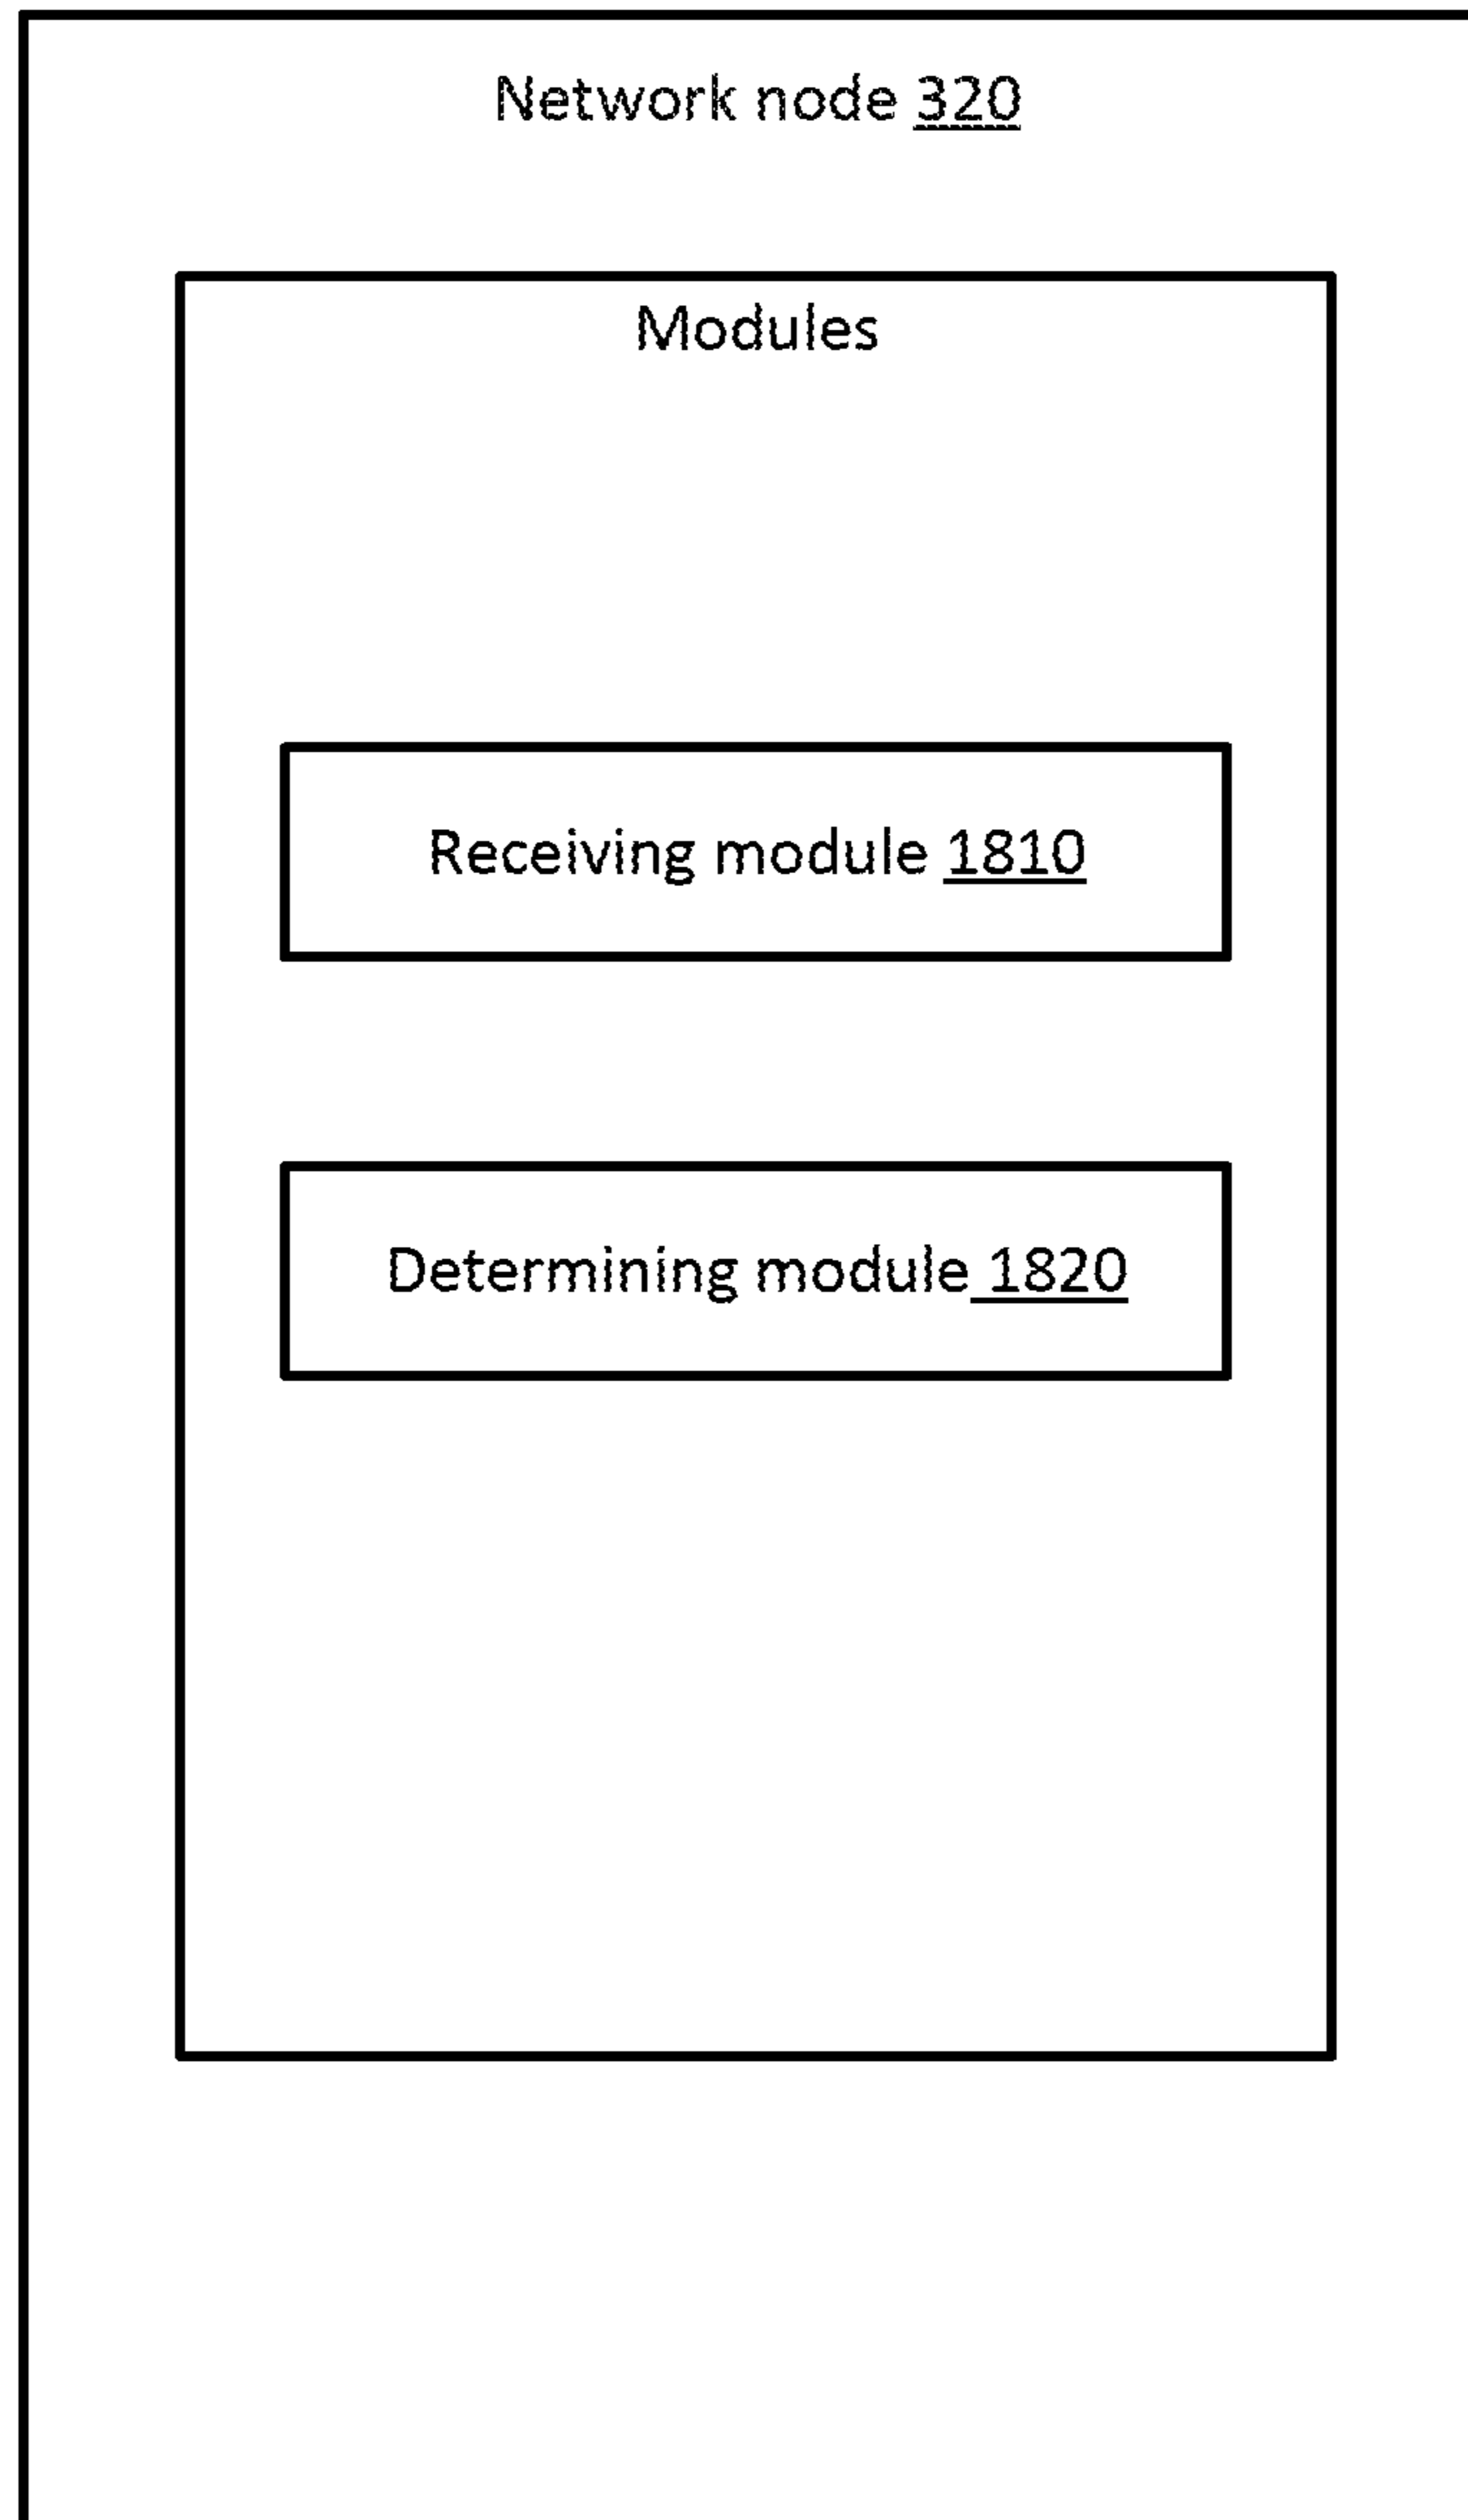 Network node 320
Modules
Receiving module 1810
Determining module 1820